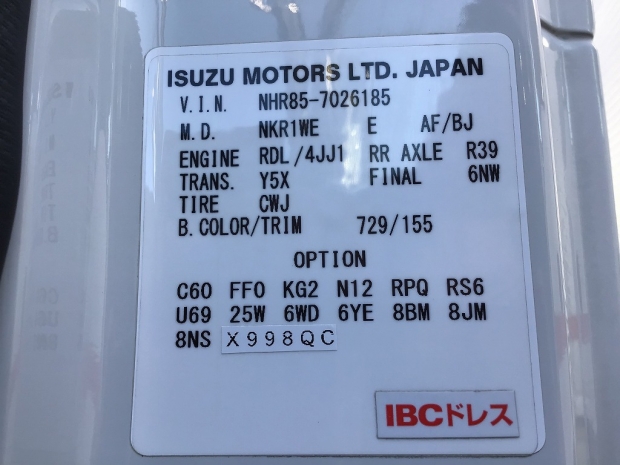 ISUZU MOTORS LTD. JAPAN
V.I.N. NHR85-7026185
M.D. NKR1WE E AF/BJ
ENGINE RDL/4JJ1 RR AXLE R39
TRANS. Y5X FINAL 6NW
TIRE CWJ
B.COLOR/TRIM 729/155
OPTION
C60 FF0 KG2 N12 RPQ RS6
U69 25W 6WD 6YE 8BM 8JM
8NS X998QC
IBCドレス